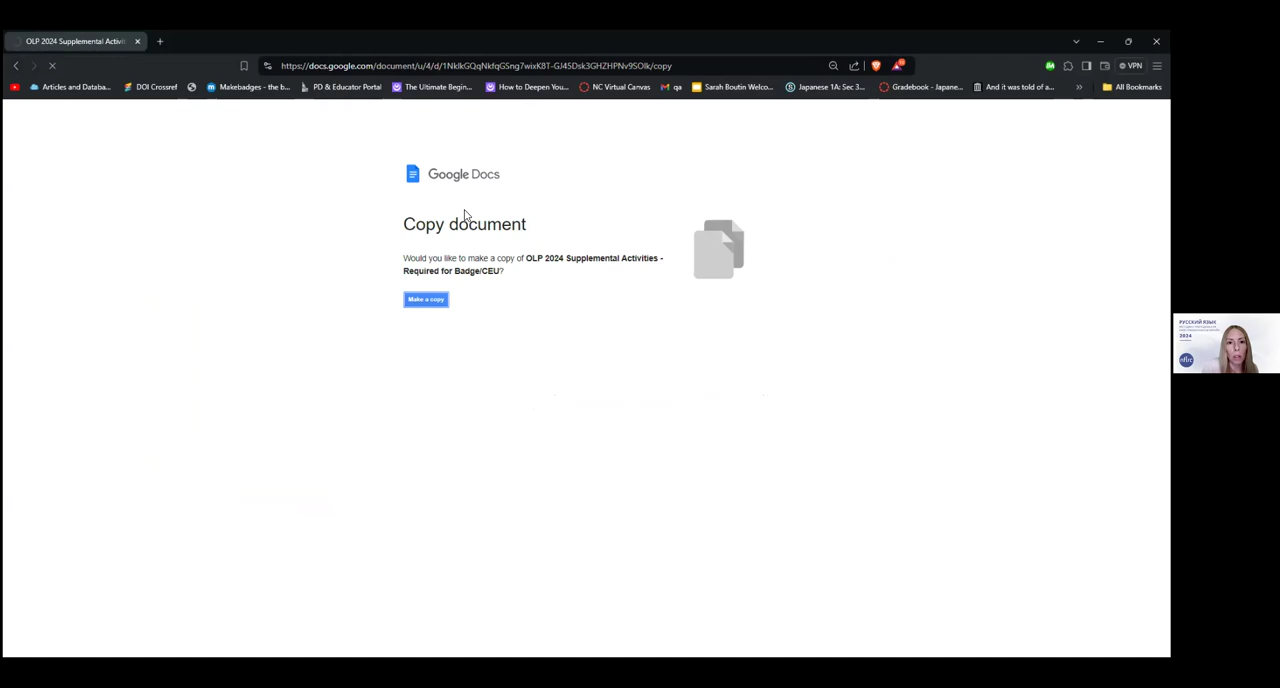 OLP 2024 Supplemental Activiti
https://docs.google.com/document/u/4/d/1NkIkGQqNkfqGSng7wixK8T-GJ45Dsk3GHZHPNv9SOlk/copy
VPN
Articles and Databa...
DOI Crossref
Makebadges - the b...
PD & Educator Portal
The Ultimate Begin...
How to Deepen You...
NC Virtual Canvas
qa
Sarah Boutin Welco...
Japanese 1A: Sec 3...
Gradebook - Japane...
And it was told of a...
All Bookmarks
Google Docs
Copy document
Would you like to make a copy of OLP 2024 Supplemental Activities -
Required for Badge/CEU?
Make a copy
РУССКИЙ ЯЗЫК
2024
nflrc